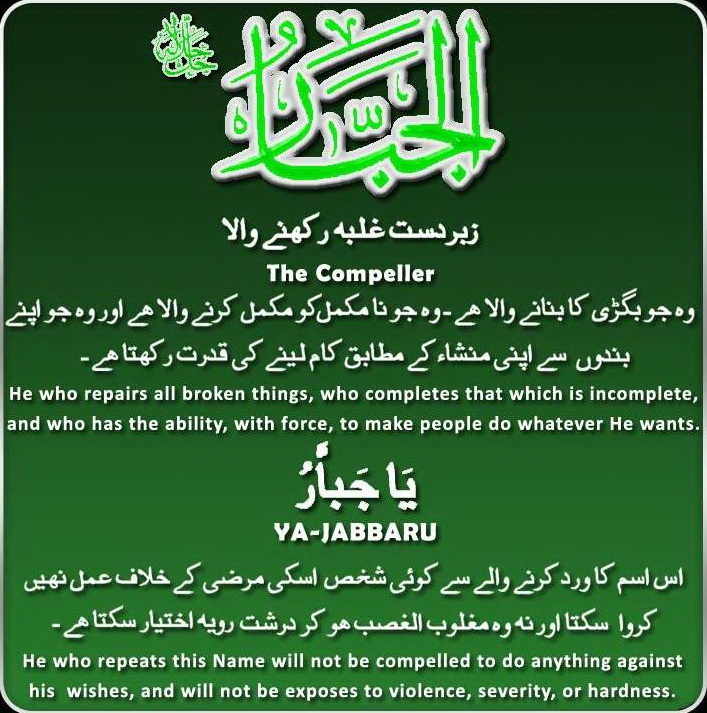 الجبار
جل جلاله
زبردست غلبہ رکھنے والا
The Compeller
وہ جو بگڑی کا بنانے والا ھے ۔ وہ جو نا مکمل کو مکمل کرنے والا ھے اور وہ جو اپنے
بندوں سے اپنی منشاء کے مطابق کام لینے کی قدرت رکھتا ھے ۔
He who repairs all broken things, who completes that which is incomplete,
and who has the ability, with force, to make people do whatever He wants.
یَا جَبأرُ
YA-JABBARU
اس اسم کا ورد کرنے والے سے کوئی شخص اسکی مرضی کے خلاف عمل نھیں
کروا سکتا اور نہ وہ مغلوب الغصب ھو کر درشت رویہ اختیار سکتا ھے ۔
He who repeats this Name will not be compelled to do anything against
his wishes, and will not be exposes to violence, severity, or hardness.